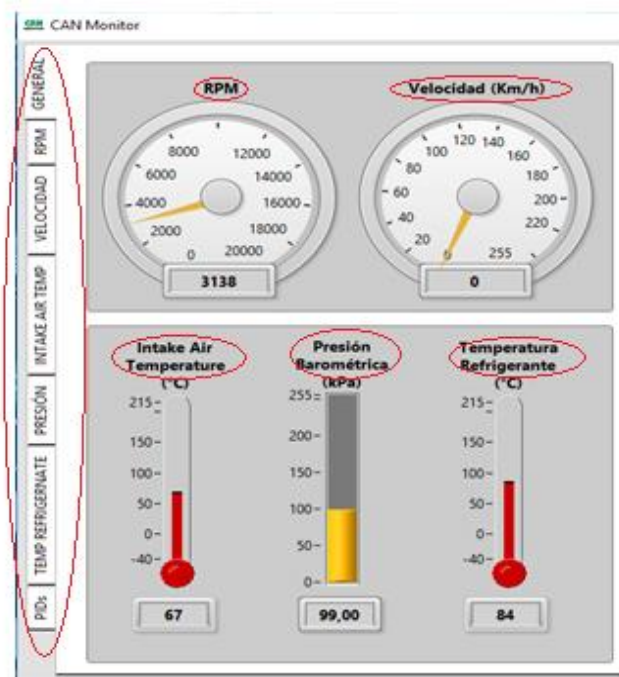 CAN Monitor
GENERAL
RPM
VELOCIDAD
INTAKE AIR TEMP
PRESIÓN
TEMP REFRIGERNATE
PIDs
RPM
0
2000
4000
6000
8000
12000
14000
16000
18000
20000
3138
Velocidad (Km/h)
0
20
40
60
80
100
120
140
160
180
200
220
255
0
Intake Air
Temperature
(°C)
215
150
100
50
0
-40
67
Presión
Barométrica
(kPa)
255
200
150
100
50
0
99,00
Temperatura
Refrigerante
(°C)
215
150
100
50
0
-40
84